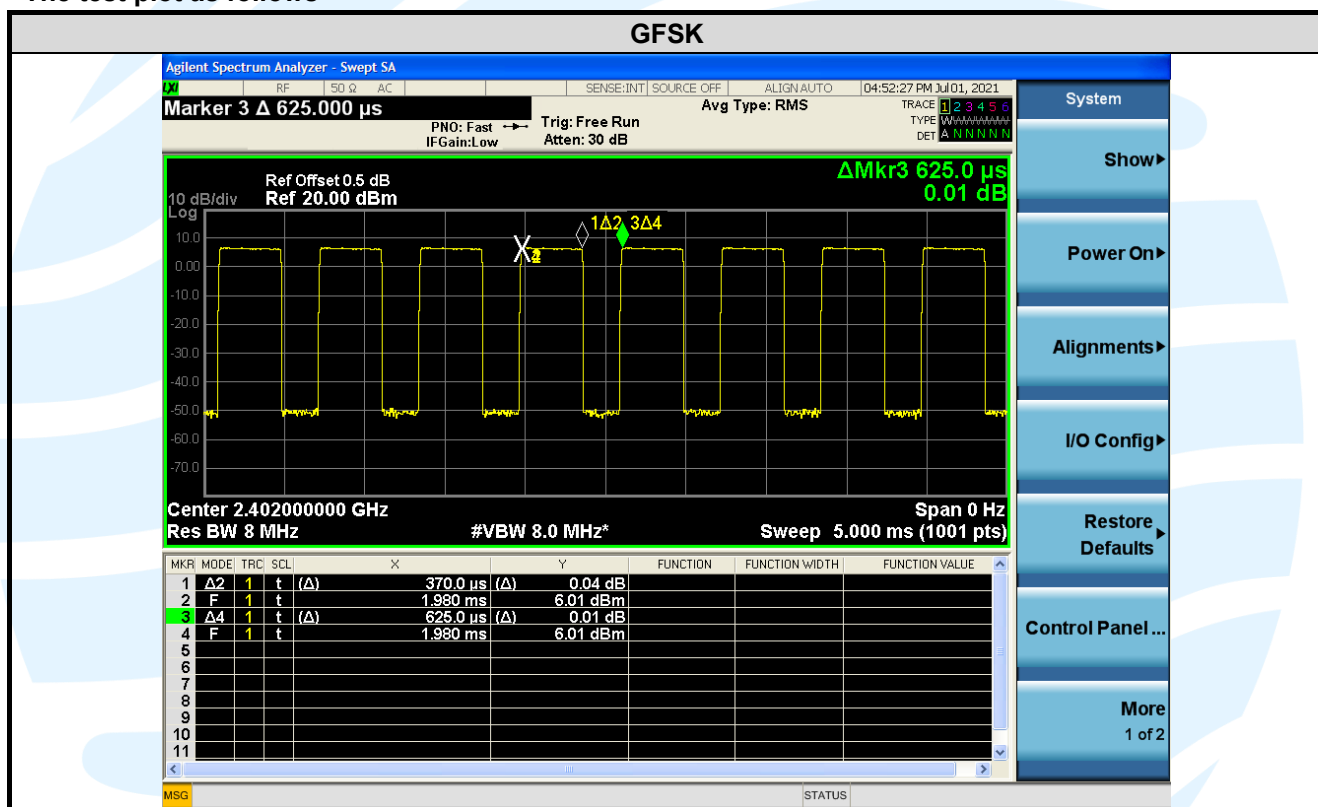 The test plot as follows
GFSK
Agilent Spectrum Analyzer - Swept SA
LXI RF 50 Ω AC SENSE:INT SOURCE OFF ALIGN AUTO 04:52:27 PM Jul 01, 2021
Marker 3 Δ 625.000 µs
PNO: Fast
IFGain:Low
Trig: Free Run
Atten: 30 dB
Avg Type: RMS
TRACE 1 2 3 4 5 6
TYPE
DET A N N N N N
ΔMkr3 625.0 µs
0.01 dB
Ref Offset 0.5 dB
10 dB/div Ref 20.00 dBm
Log
10.0
0.00
-10.0
-20.0
-30.0
-40.0
-50.0
-60.0
-70.0
1Δ2 3Δ4
Center 2.402000000 GHz Span 0 Hz
Res BW 8 MHz #VBW 8.0 MHz* Sweep 5.000 ms (1001 pts)
MKR MODE TRC SCL X Y FUNCTION FUNCTION WIDTH FUNCTION VALUE
1 Δ2 1 t (Δ) 370.0 µs (Δ) 0.04 dB
2 F 1 t 1.980 ms 6.01 dBm
3 Δ4 1 t (Δ) 625.0 µs (Δ) 0.01 dB
4 F 1 t 1.980 ms 6.01 dBm
5
6
7
8
9
10
11
MSG STATUS
System
Show
Power On
Alignments
I/O Config
Restore
Defaults
Control Panel...
More
1 of 2